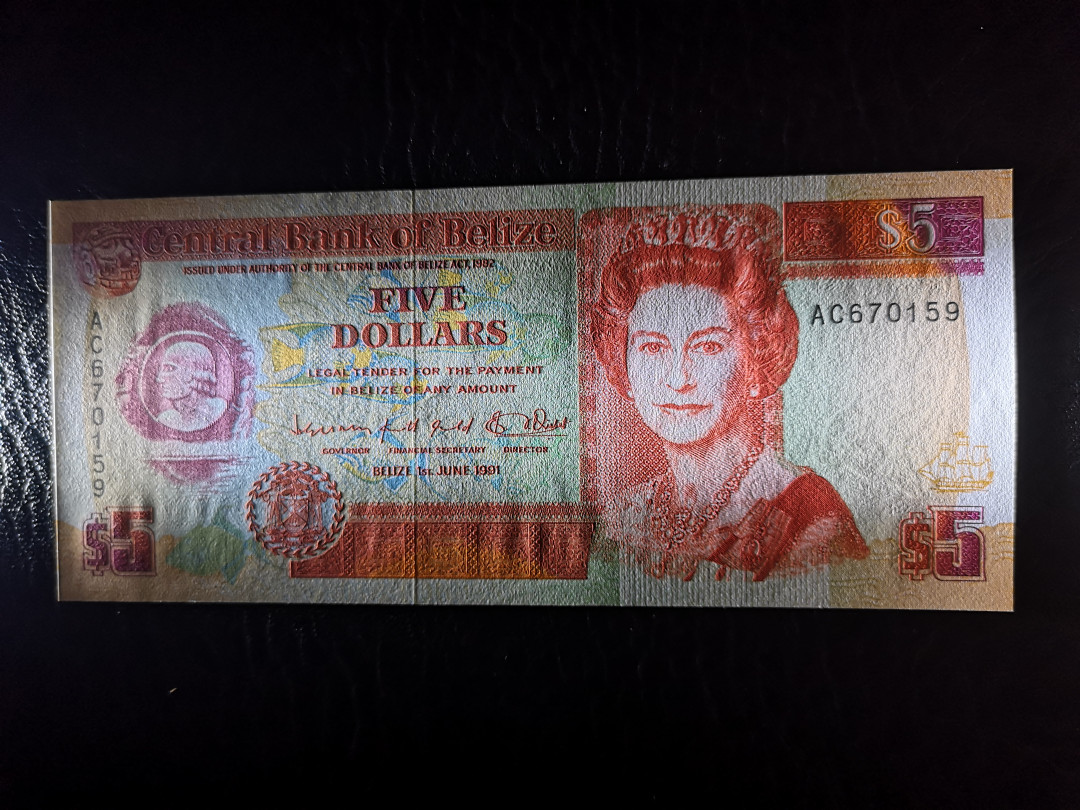 Central Bank of Belize
$5
ISSUED UNDER AUTHORITY OF THE CENTRAL BANK OF BELIZE ACT, 1982
FIVE
DOLLARS
AC670159
AC670159
LEGAL TENDER FOR THE PAYMENT
IN BELIZE OF ANY AMOUNT
GOVERNOR FINANCIAL SECRETARY DIRECTOR
BELIZE 1st. JUNE 1991
$5
$5